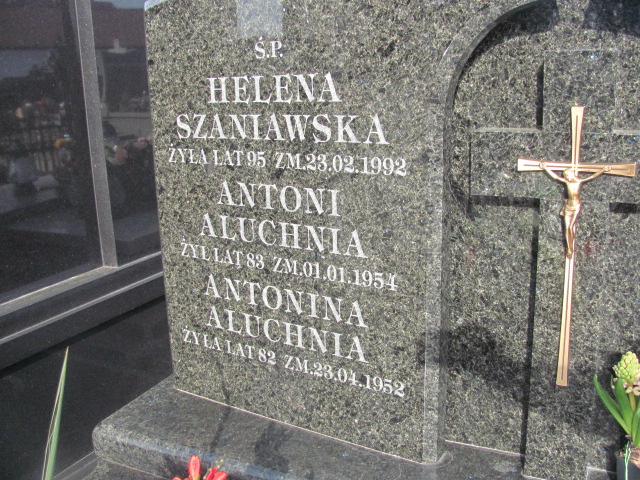 Ś.P.
HELENA
SZANIAWSKA
ŻYŁA LAT 95 ZM.23.02.1992
ANTONI
ALUCHNIA
ŻYŁ LAT 83 ZM.01.01.1954
ANTONINA
ALUCHNIA
ŻYŁA LAT 82 ZM.23.04.1952